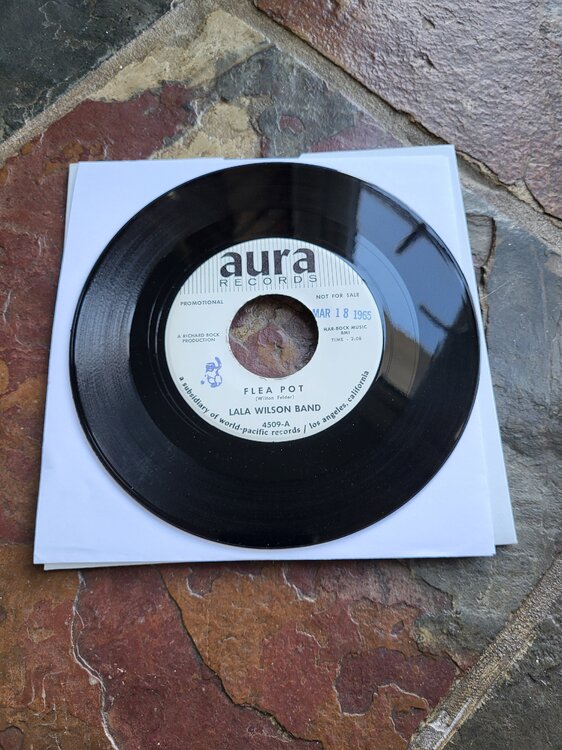 aura
RECORDS
PROMOTIONAL
NOT FOR SALE
MAR 18 1965
A RICHARD BOCK
PRODUCTION
MAR-BOCK MUSIC
BMI
TIME - 2:06
FLEA POT
(Wilton Felder)
LALA WILSON BAND
4509-A
a subsidiary of world-pacific records / los angeles, california